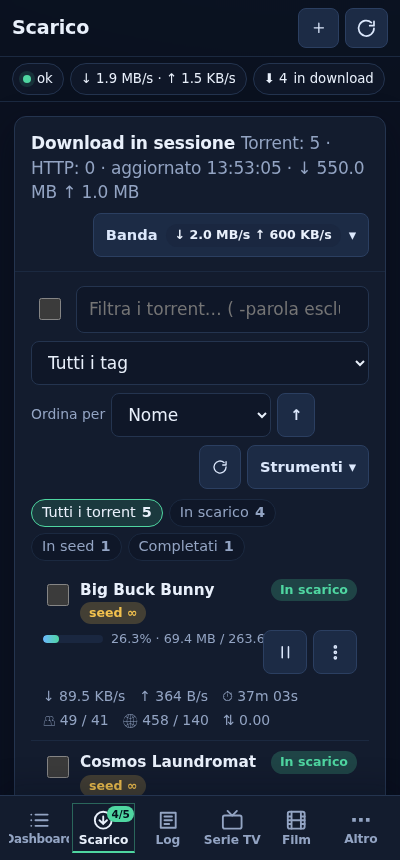 Scarico
+
ok
↓ 1.9 MB/s · ↑ 1.5 KB/s
⬇ 4 in download
Download in sessione Torrent: 5 ·
HTTP: 0 · aggiornato 13:53:05 · ↓ 550.0
MB ↑ 1.0 MB
Banda ↓ 2.0 MB/s ↑ 600 KB/s ▾
Filtra i torrent… ( -parola esclu
Tutti i tag
Ordina per Nome ↑
Strumenti ▾
Tutti i torrent 5 In scarico 4
In seed 1 Completati 1
Big Buck Bunny In scarico
seed ∞
26.3% · 69.4 MB / 263.6
↓ 89.5 KB/s ↑ 364 B/s ⏱ 37m 03s
49 / 41 458 / 140 ⇅ 0.00
Cosmos Laundromat In scarico
seed ∞
4/5
Dashboard Scarico Log Serie TV Film Altro